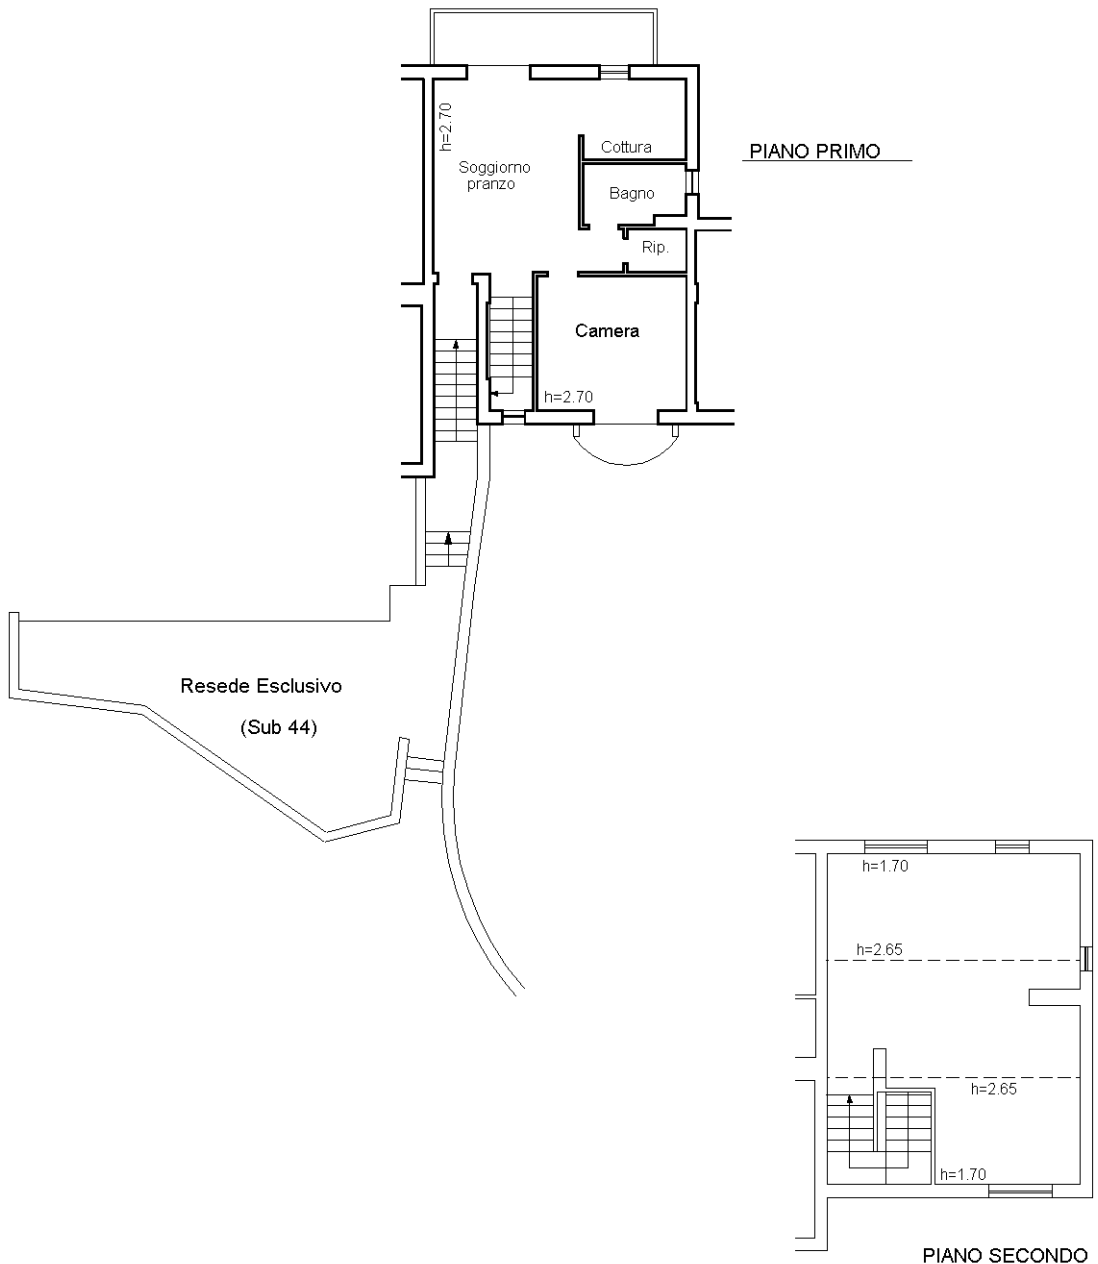 h=2.70
Cottura
PIANO PRIMO
Soggiorno
pranzo
Bagno
Rip.
Camera
h=2.70
Resede Esclusivo
(Sub 44)
h=1.70
h=2.65
h=2.65
h=1.70
PIANO SECONDO